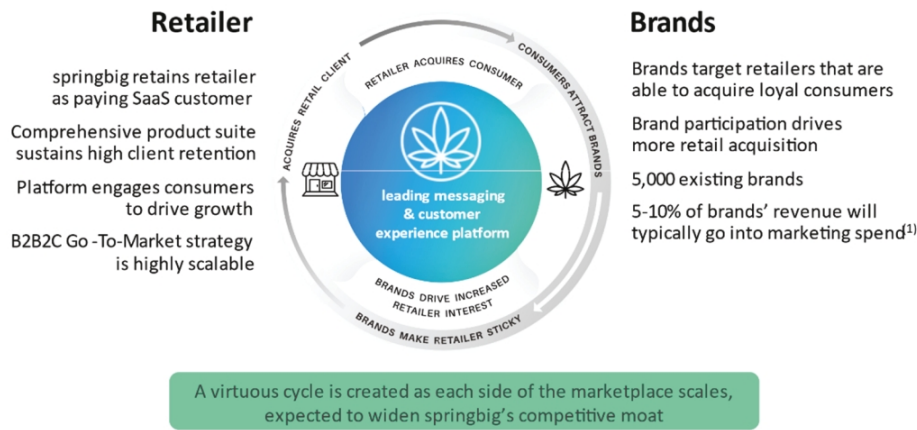 Retailer
springbig retains retailer
as paying SaaS customer
Comprehensive product suite
sustains high client retention
Platform engages consumers
to drive growth
B2B2C Go -To-Market strategy
is highly scalable
ACQUIRES RETAIL CLIENT
RETAILER ACQUIRES CONSUMER
CONSUMERS ATTRACT BRANDS
leading messaging
& customer
experience platform
BRANDS DRIVE INCREASED
RETAILER INTEREST
BRANDS MAKE RETAILER STICKY
Brands
Brands target retailers that are
able to acquire loyal consumers
Brand participation drives
more retail acquisition
5,000 existing brands
5-10% of brands’ revenue will
typically go into marketing spend(1)
A virtuous cycle is created as each side of the marketplace scales,
expected to widen springbig’s competitive moat